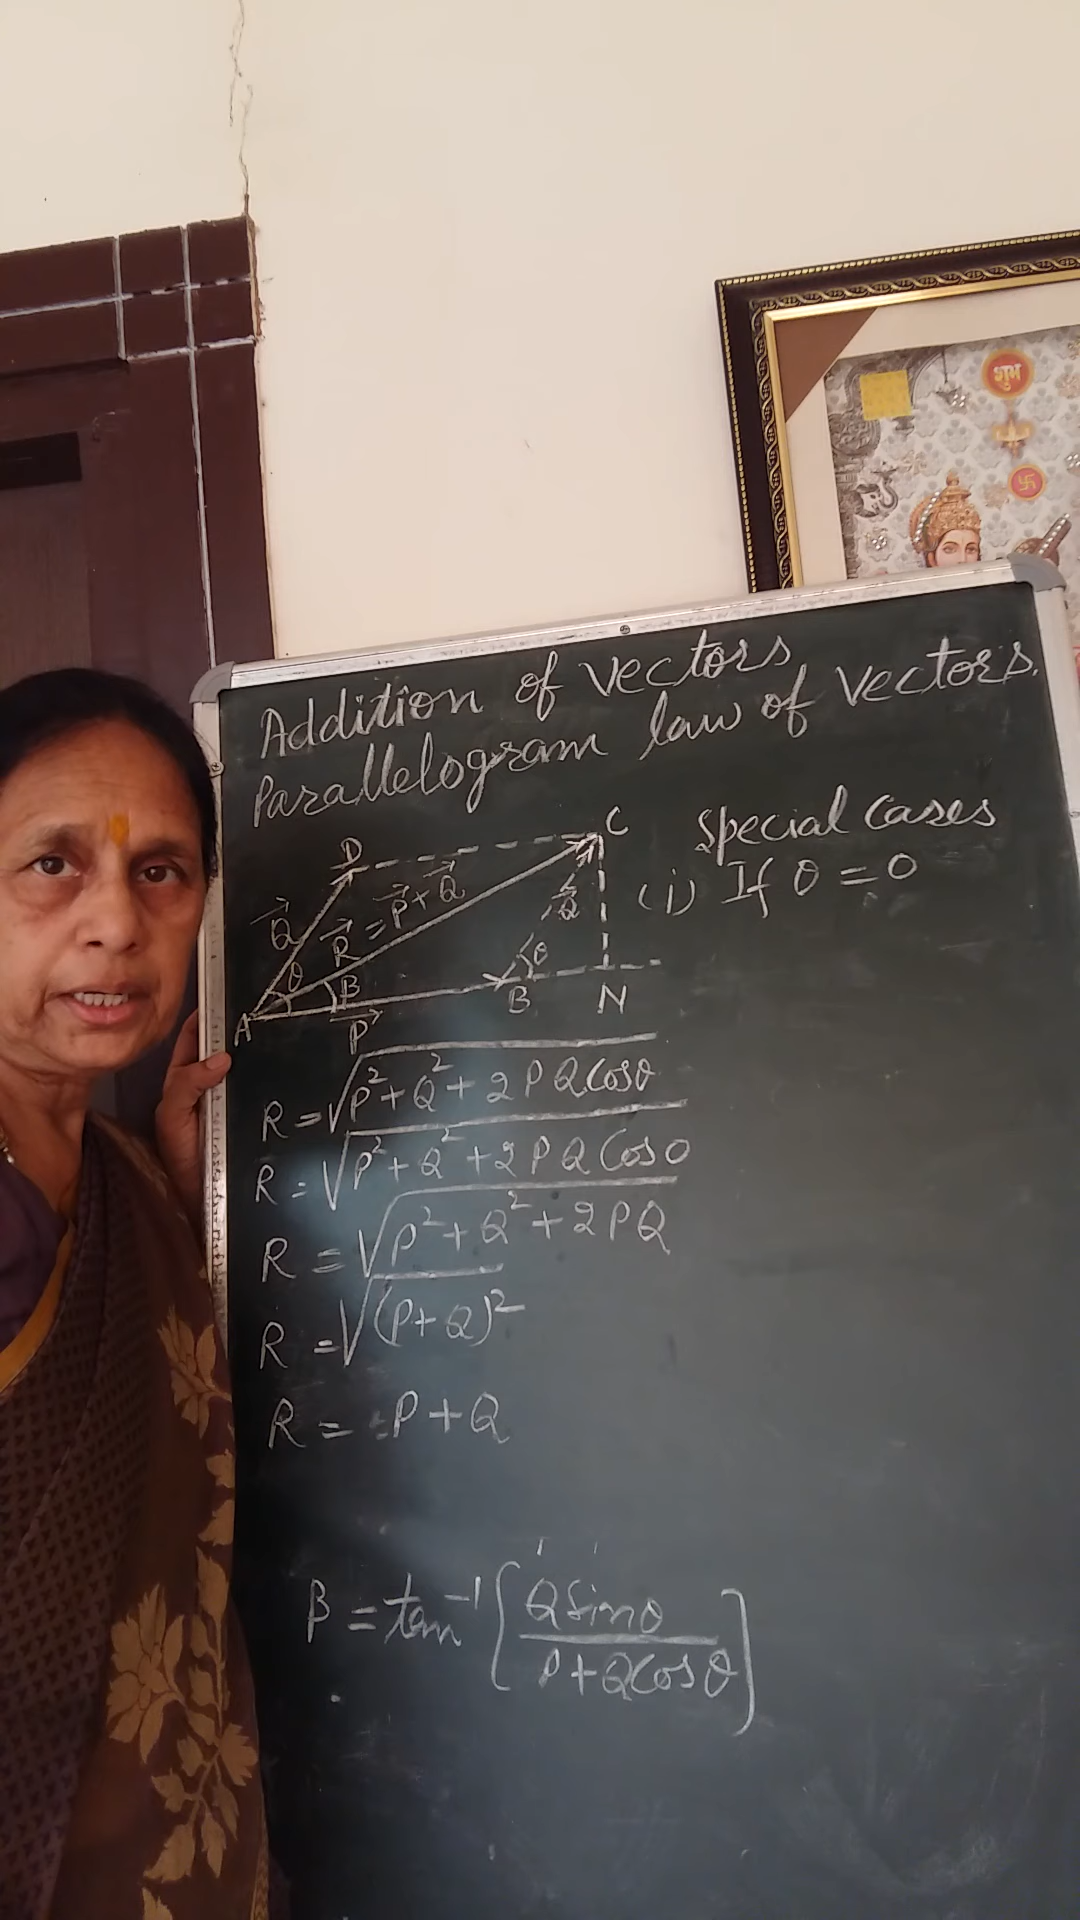 शुभ
Addition of vectors
Parallelogram law of vectors.
Special Cases
(i) If θ = 0
D
C
Q
R = P + Q
Q
θ
θ
β
A
P
B
N
R = √P² + Q² + 2PQ Cosθ
R = √P² + Q² + 2PQ Cos0
R = √P² + Q² + 2PQ
R = √(P + Q)²
R = P + Q
β = tan⁻¹ [ Q Sinθ / P + Q Cosθ ]